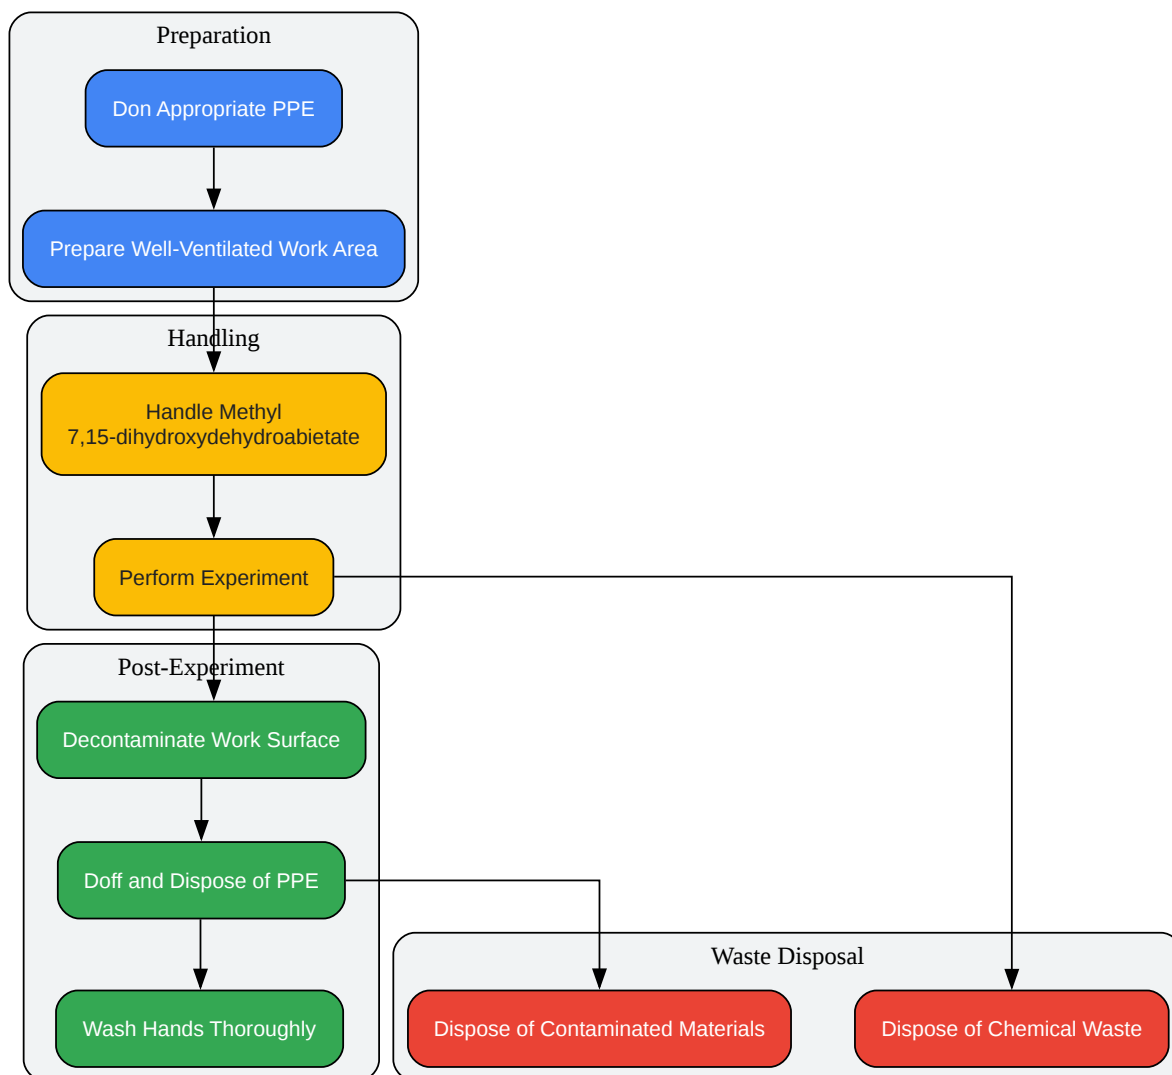 Preparation
Don Appropriate PPE
Prepare Well-Ventilated Work Area
Handling
Handle Methyl
7,15-dihydroxydehydroabietate
Perform Experiment
Post-Experiment
Decontaminate Work Surface
Doff and Dispose of PPE
Wash Hands Thoroughly
Waste Disposal
Dispose of Contaminated Materials
Dispose of Chemical Waste